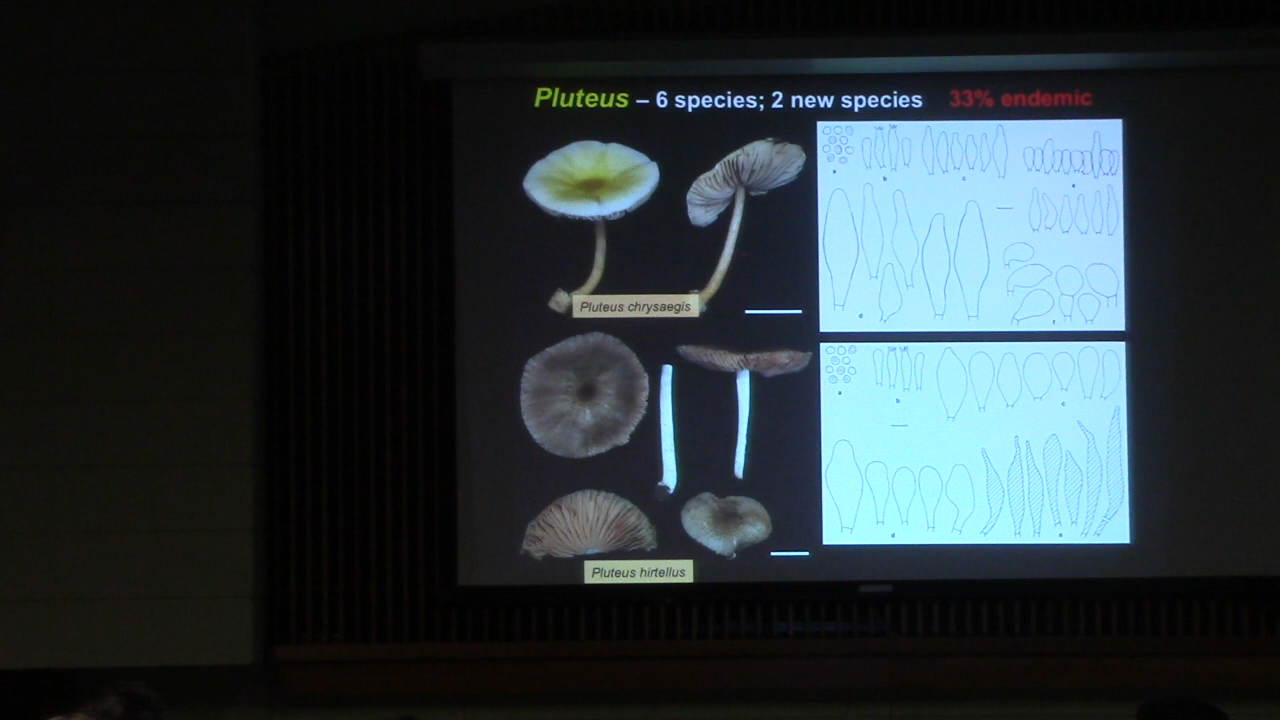 Pluteus – 6 species; 2 new species 33% endemic
Pluteus chrysaegis
Pluteus hirtellus